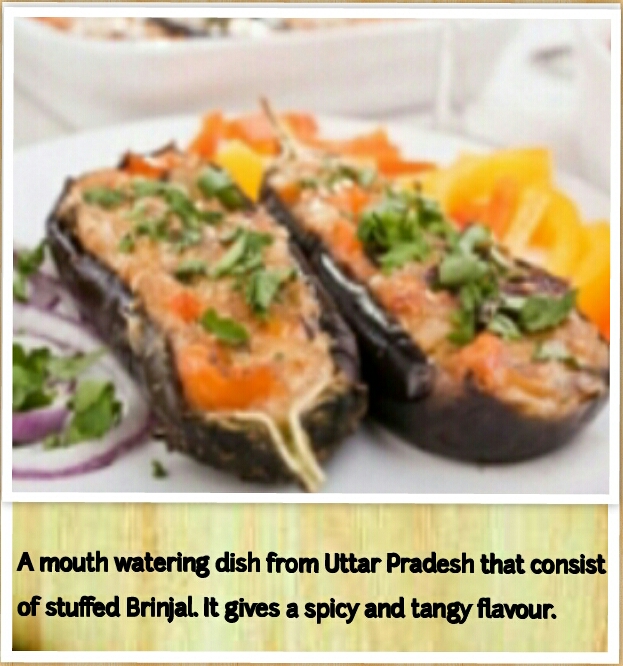 A mouth watering dish from Uttar Pradesh that consist
of stuffed Brinjal. It gives a spicy and tangy flavour.